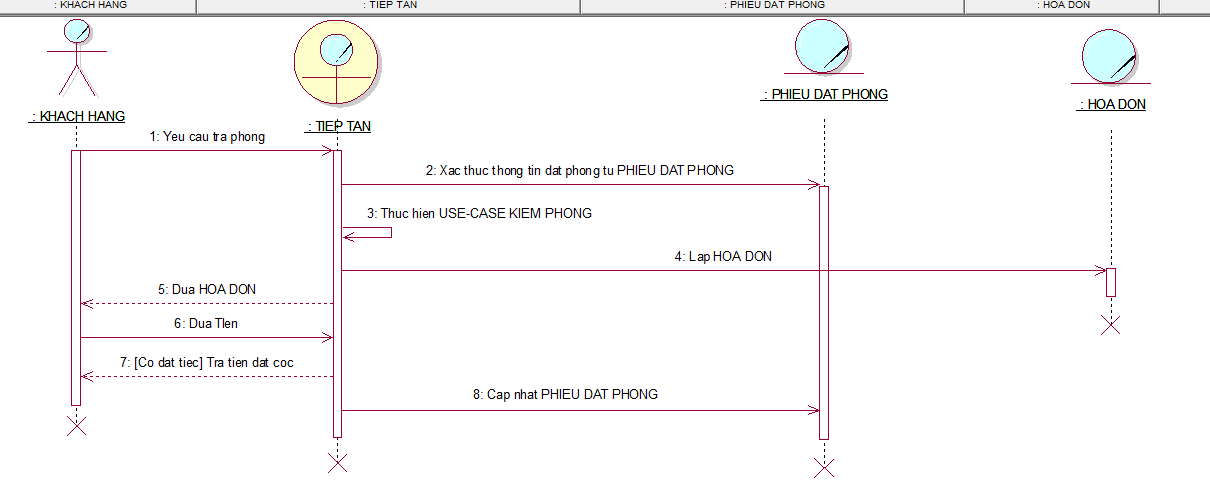 : KHACH HANG
: TIEP TAN
: PHIEU DAT PHONG
: HOA DON
: KHACH HANG
: TIEP TAN
: PHIEU DAT PHONG
: HOA DON
1: Yeu cau tra phong
2: Xac thuc thong tin dat phong tu PHIEU DAT PHONG
3: Thuc hien USE-CASE KIEM PHONG
4: Lap HOA DON
5: Dua HOA DON
6: Dua TIen
7: [Co dat tiec] Tra tien dat coc
8: Cap nhat PHIEU DAT PHONG